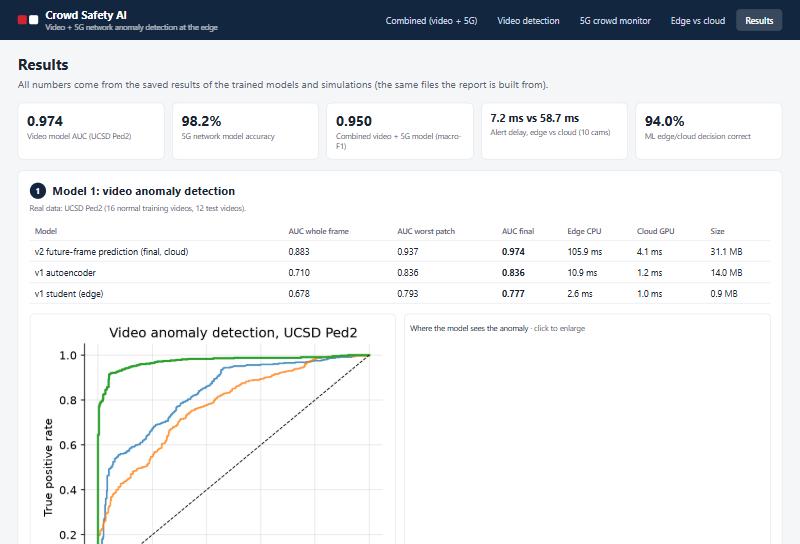 Crowd Safety AI
Video + 5G network anomaly detection at the edge
Combined (video + 5G)
Video detection
5G crowd monitor
Edge vs cloud
Results
Results
All numbers come from the saved results of the trained models and simulations (the same files the report is built from).
0.974
Video model AUC (UCSD Ped2)
98.2%
5G network model accuracy
0.950
Combined video + 5G model (macro-
F1)
7.2 ms vs 58.7 ms
Alert delay, edge vs cloud (10 cams)
94.0%
ML edge/cloud decision correct
1 Model 1: video anomaly detection
Real data: UCSD Ped2 (16 normal training videos, 12 test videos).
Model AUC whole frame AUC worst patch AUC final Edge CPU Cloud GPU Size
v2 future-frame prediction (final, cloud) 0.883 0.937 0.974 105.9 ms 4.1 ms 31.1 MB
v1 autoencoder 0.710 0.836 0.836 10.9 ms 1.2 ms 14.0 MB
v1 student (edge) 0.678 0.793 0.777 2.6 ms 1.0 ms 0.9 MB
Video anomaly detection, UCSD Ped2
1.0
0.8
0.6
0.4
0.2
True positive rate
Where the model sees the anomaly · click to enlarge